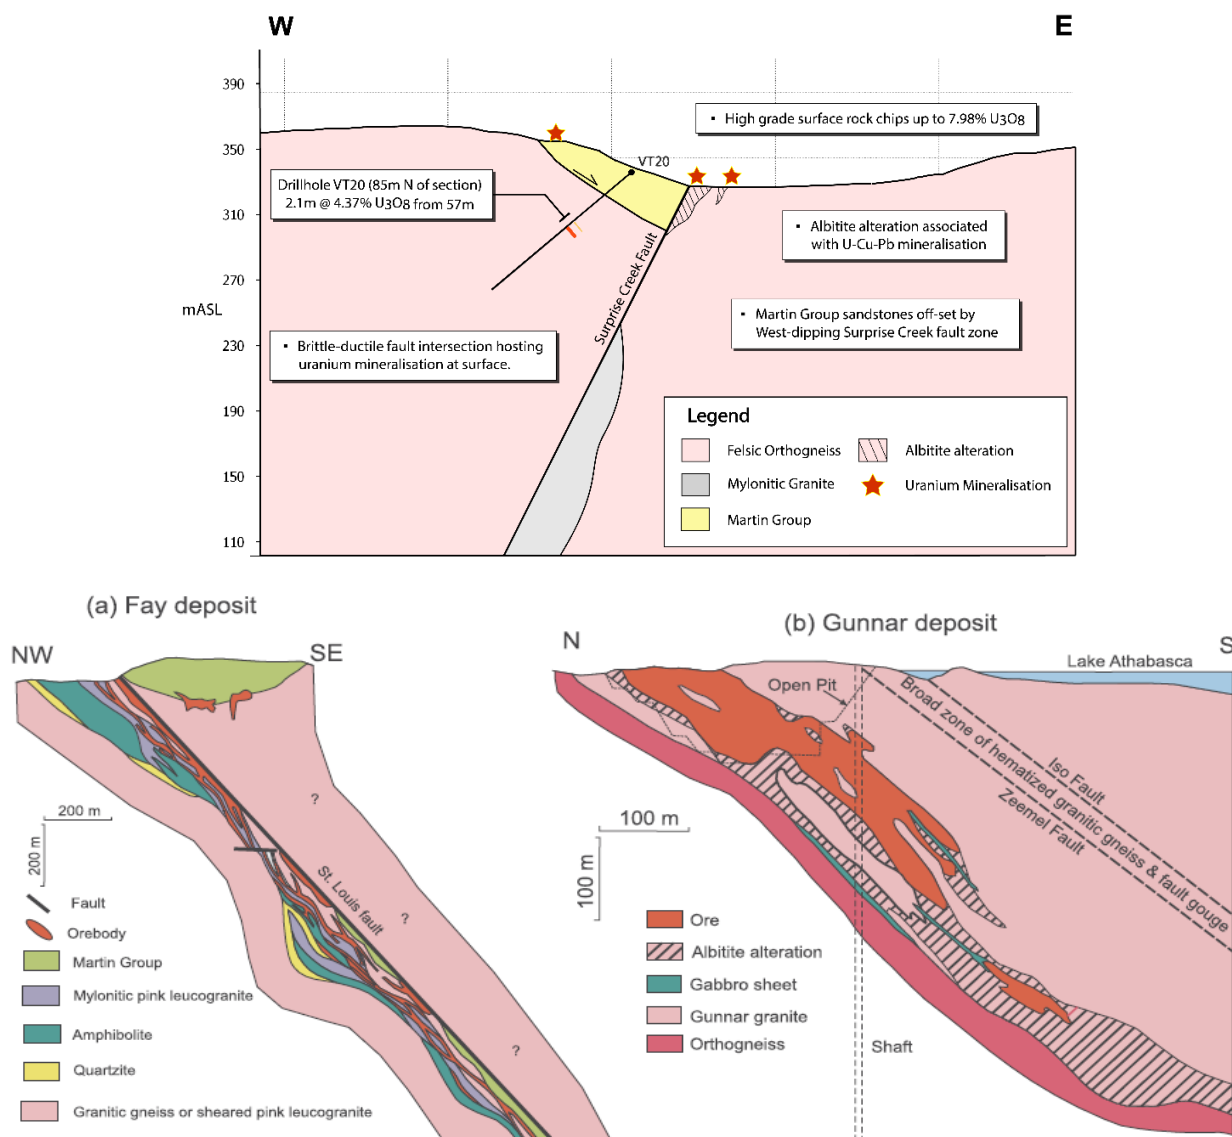 W
E
390
350
310
270
mASL
230
190
150
110
▪ High grade surface rock chips up to 7.98% U3O8
VT20
Drillhole VT20 (85m N of section)
2.1m @ 4.37% U3O8 from 57m
▪ Albitite alteration associated
with U-Cu-Pb mineralisation
Surprise Creek Fault
▪ Martin Group sandstones off-set by
West-dipping Surprise Creek fault zone
▪ Brittle-ductile fault intersection hosting
uranium mineralisation at surface.
Legend
Felsic Orthogneiss
Albitite alteration
Mylonitic Granite
Uranium Mineralisation
Martin Group
(a) Fay deposit
NW
SE
?
200 m
200 m
St. Louis fault
?
?
Fault
Orebody
Martin Group
Mylonitic pink leucogranite
Amphibolite
Quartzite
Granitic gneiss or sheared pink leucogranite
(b) Gunnar deposit
N
S
Lake Athabasca
Open Pit
Iso Fault
Broad zone of hematized granitic gneiss & fault gouge
Zeemel Fault
100 m
100 m
Ore
Albitite alteration
Gabbro sheet
Gunnar granite
Orthogneiss
Shaft